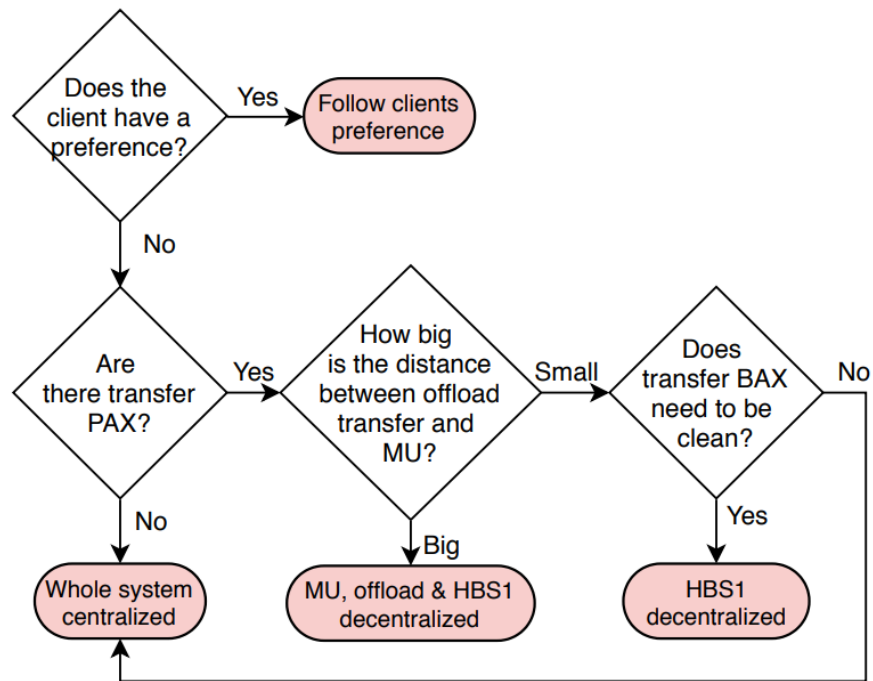 Does the
client have a
preference?
Yes
Follow clients
preference
No
Are
there transfer
PAX?
Yes
How big
is the distance
between offload
transfer and
MU?
Small
Does
transfer BAX
need to be
clean?
No
No
Whole system
centralized
Big
MU, offload & HBS1
decentralized
Yes
HBS1
decentralized